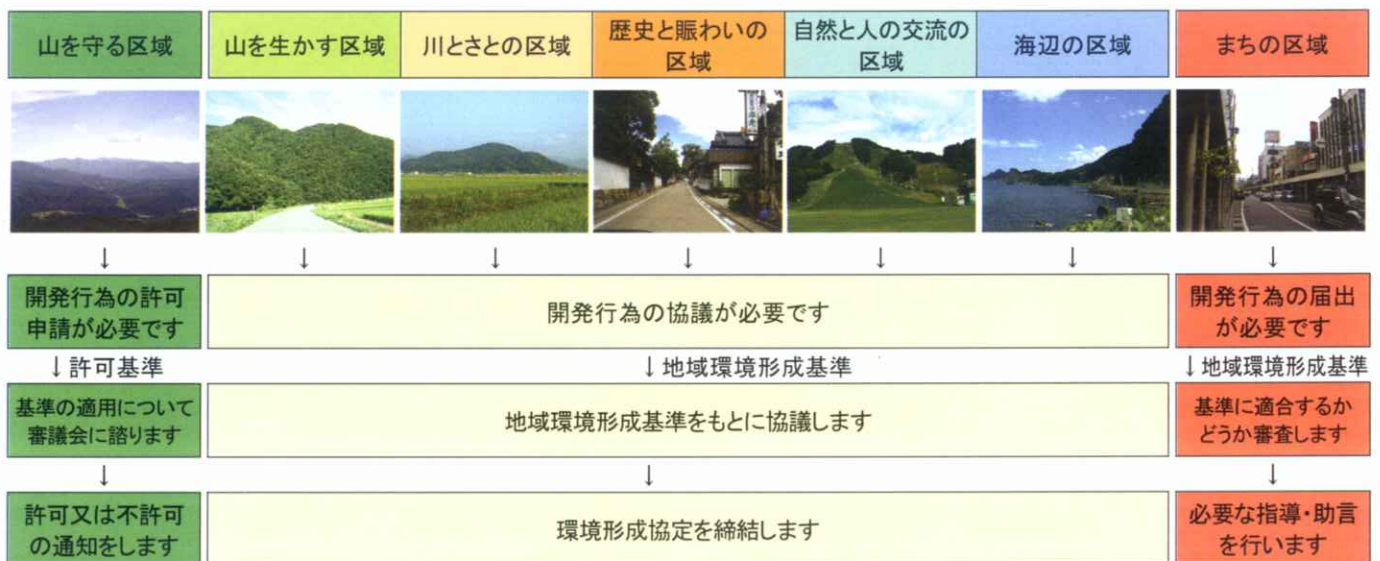 山を守る区域
山を生かす区域
川とさとの区域
歴史と賑わいの
区域
自然と人の交流の
区域
海辺の区域
まちの区域
↓ ↓ ↓ ↓ ↓ ↓ ↓
開発行為の許可
申請が必要です
開発行為の協議が必要です
開発行為の届出
が必要です
↓許可基準
↓地域環境形成基準
↓地域環境形成基準
基準の適用について
審議会に諮ります
地域環境形成基準をもとに協議します
基準に適合するか
どうか審査します
↓ ↓ ↓
許可又は不許可
の通知をします
環境形成協定を締結します
必要な指導・助言
を行います